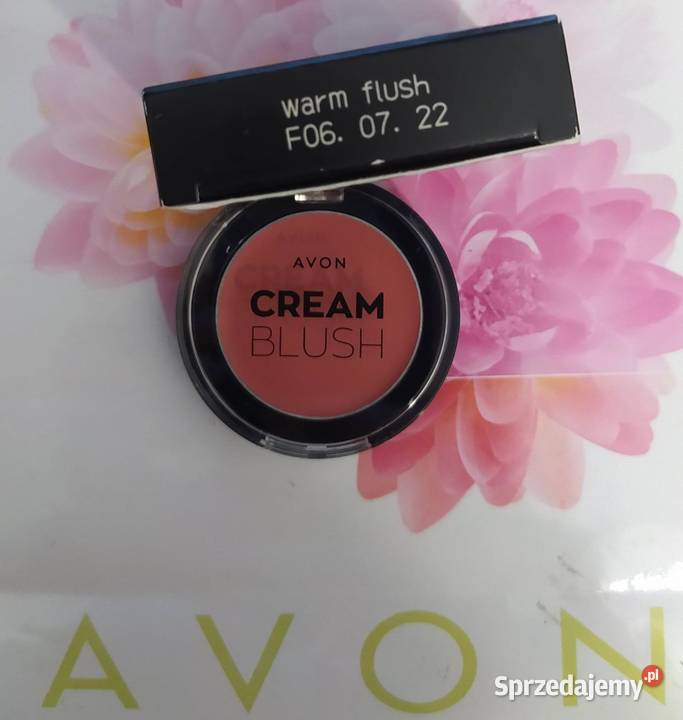 warm flush
F06. 07. 22
AVON
CREAM
BLUSH
AVON
Sprzedajemy.pl